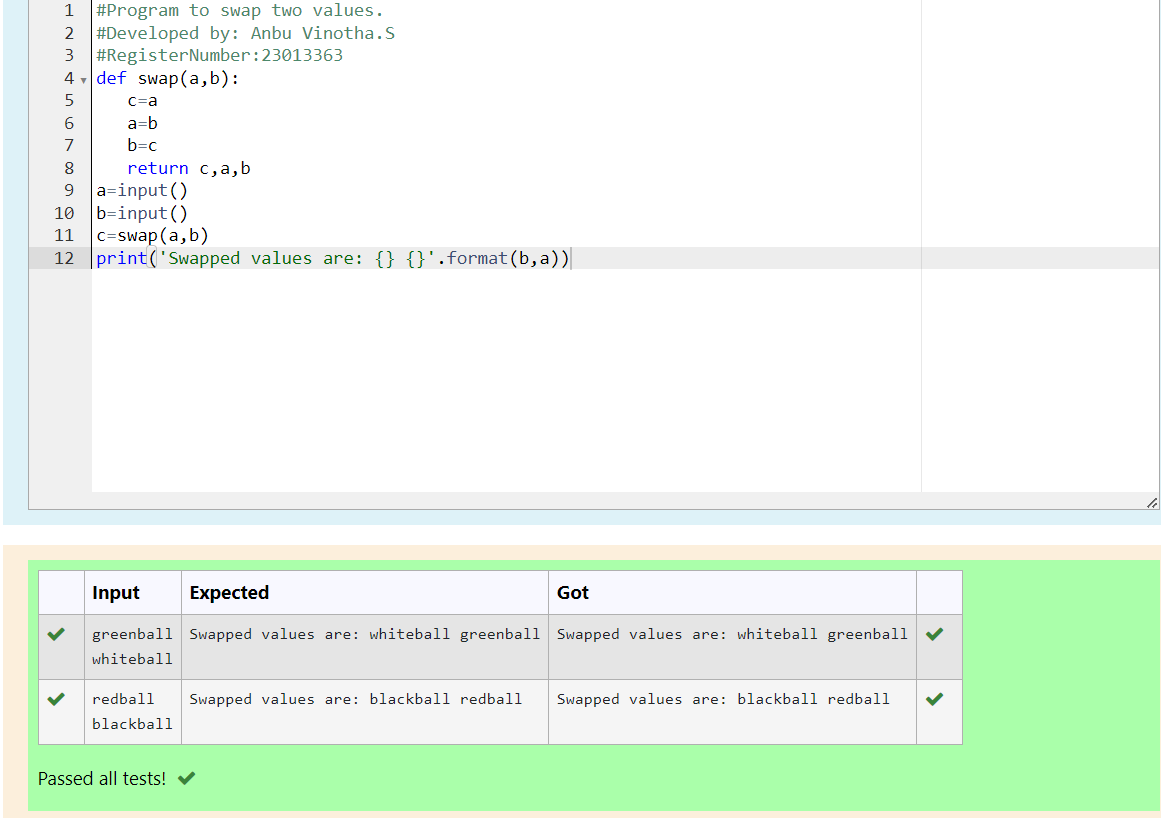 1 #Program to swap two values.
2 #Developed by: Anbu Vinotha.S
3 #RegisterNumber:23013363
4 def swap(a,b):
5 c=a
6 a=b
7 b=c
8 return c,a,b
9 a=input()
10 b=input()
11 c=swap(a,b)
12 print('Swapped values are: {} {}'.format(b,a))
Input Expected Got
greenball Swapped values are: whiteball greenball Swapped values are: whiteball greenball
whiteball
redball Swapped values are: blackball redball Swapped values are: blackball redball
blackball
Passed all tests!